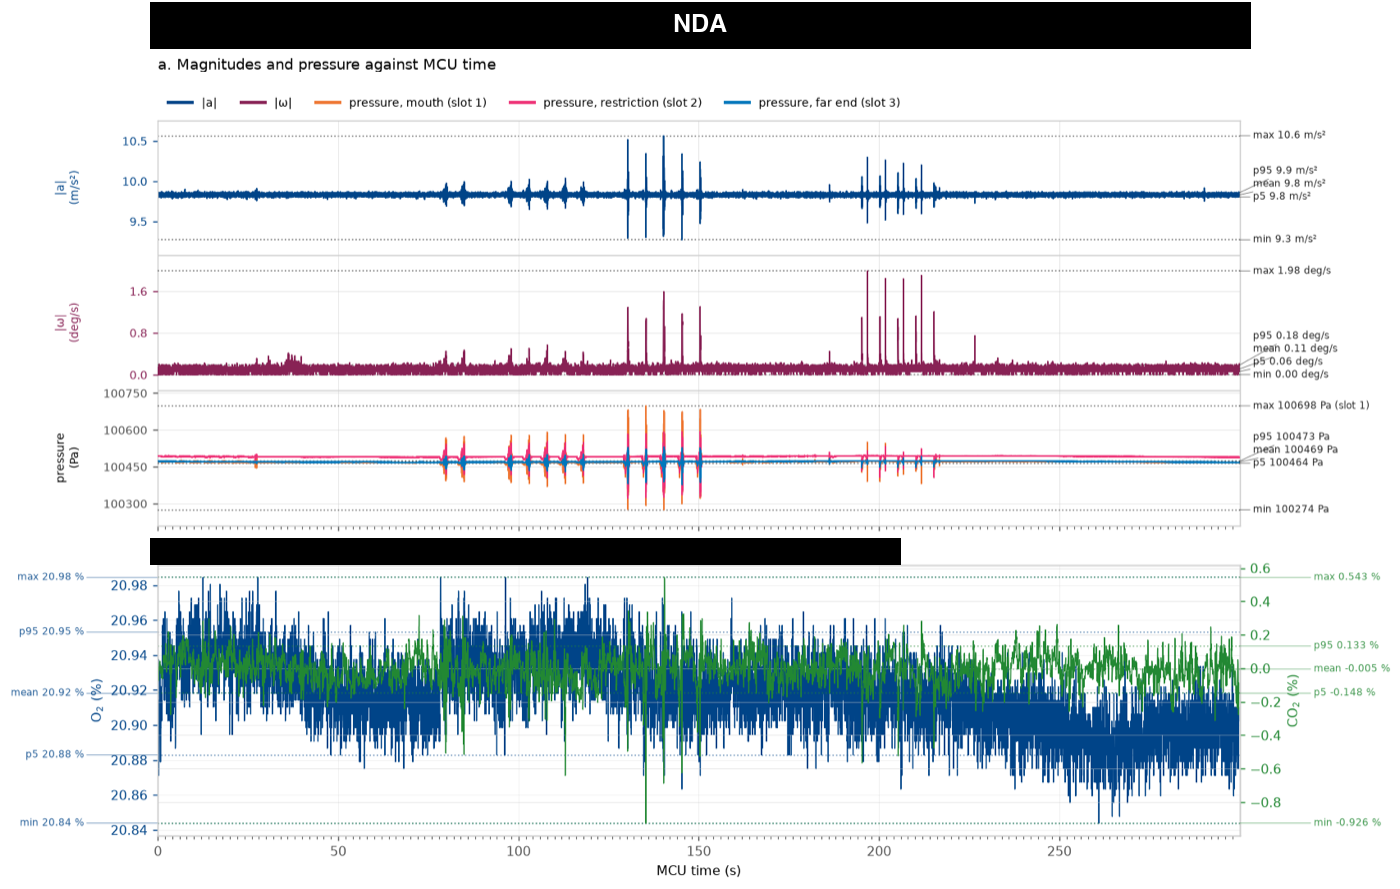 NDA
a. Magnitudes and pressure against MCU time
|a| |ω| pressure, mouth (slot 1) pressure, restriction (slot 2) pressure, far end (slot 3)
|a|
(m/s²)
10.5
10.0
9.5
max 10.6 m/s²
p95 9.9 m/s²
mean 9.8 m/s²
p5 9.8 m/s²
min 9.3 m/s²
|ω|
(deg/s)
1.6
0.8
0.0
max 1.98 deg/s
p95 0.18 deg/s
mean 0.11 deg/s
p5 0.06 deg/s
min 0.00 deg/s
pressure
(Pa)
100750
100600
100450
100300
max 100698 Pa (slot 1)
p95 100473 Pa
mean 100469 Pa
p5 100464 Pa
min 100274 Pa
max 20.98 %
p95 20.95 %
mean 20.92 %
p5 20.88 %
min 20.84 %
O₂ (%)
20.98
20.96
20.94
20.92
20.90
20.88
20.86
20.84
0.6
0.4
0.2
0.0
−0.2
−0.4
−0.6
−0.8
CO₂ (%)
max 0.543 %
p95 0.133 %
mean -0.005 %
p5 -0.148 %
min -0.926 %
0 50 100 150 200 250
MCU time (s)